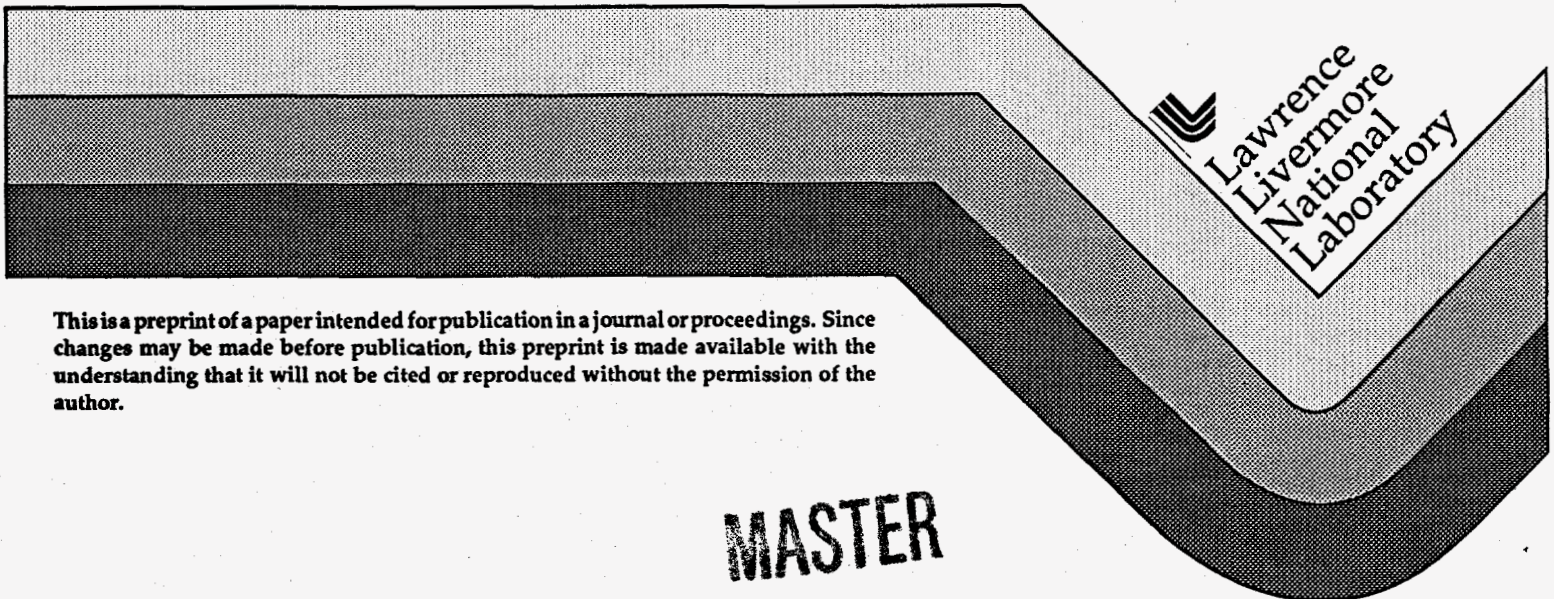 Lawrence
Livermore
National
Laboratory
This is a preprint of a paper intended for publication in a journal or proceedings. Since
changes may be made before publication, this preprint is made available with the
understanding that it will not be cited or reproduced without the permission of the
author.
MASTER